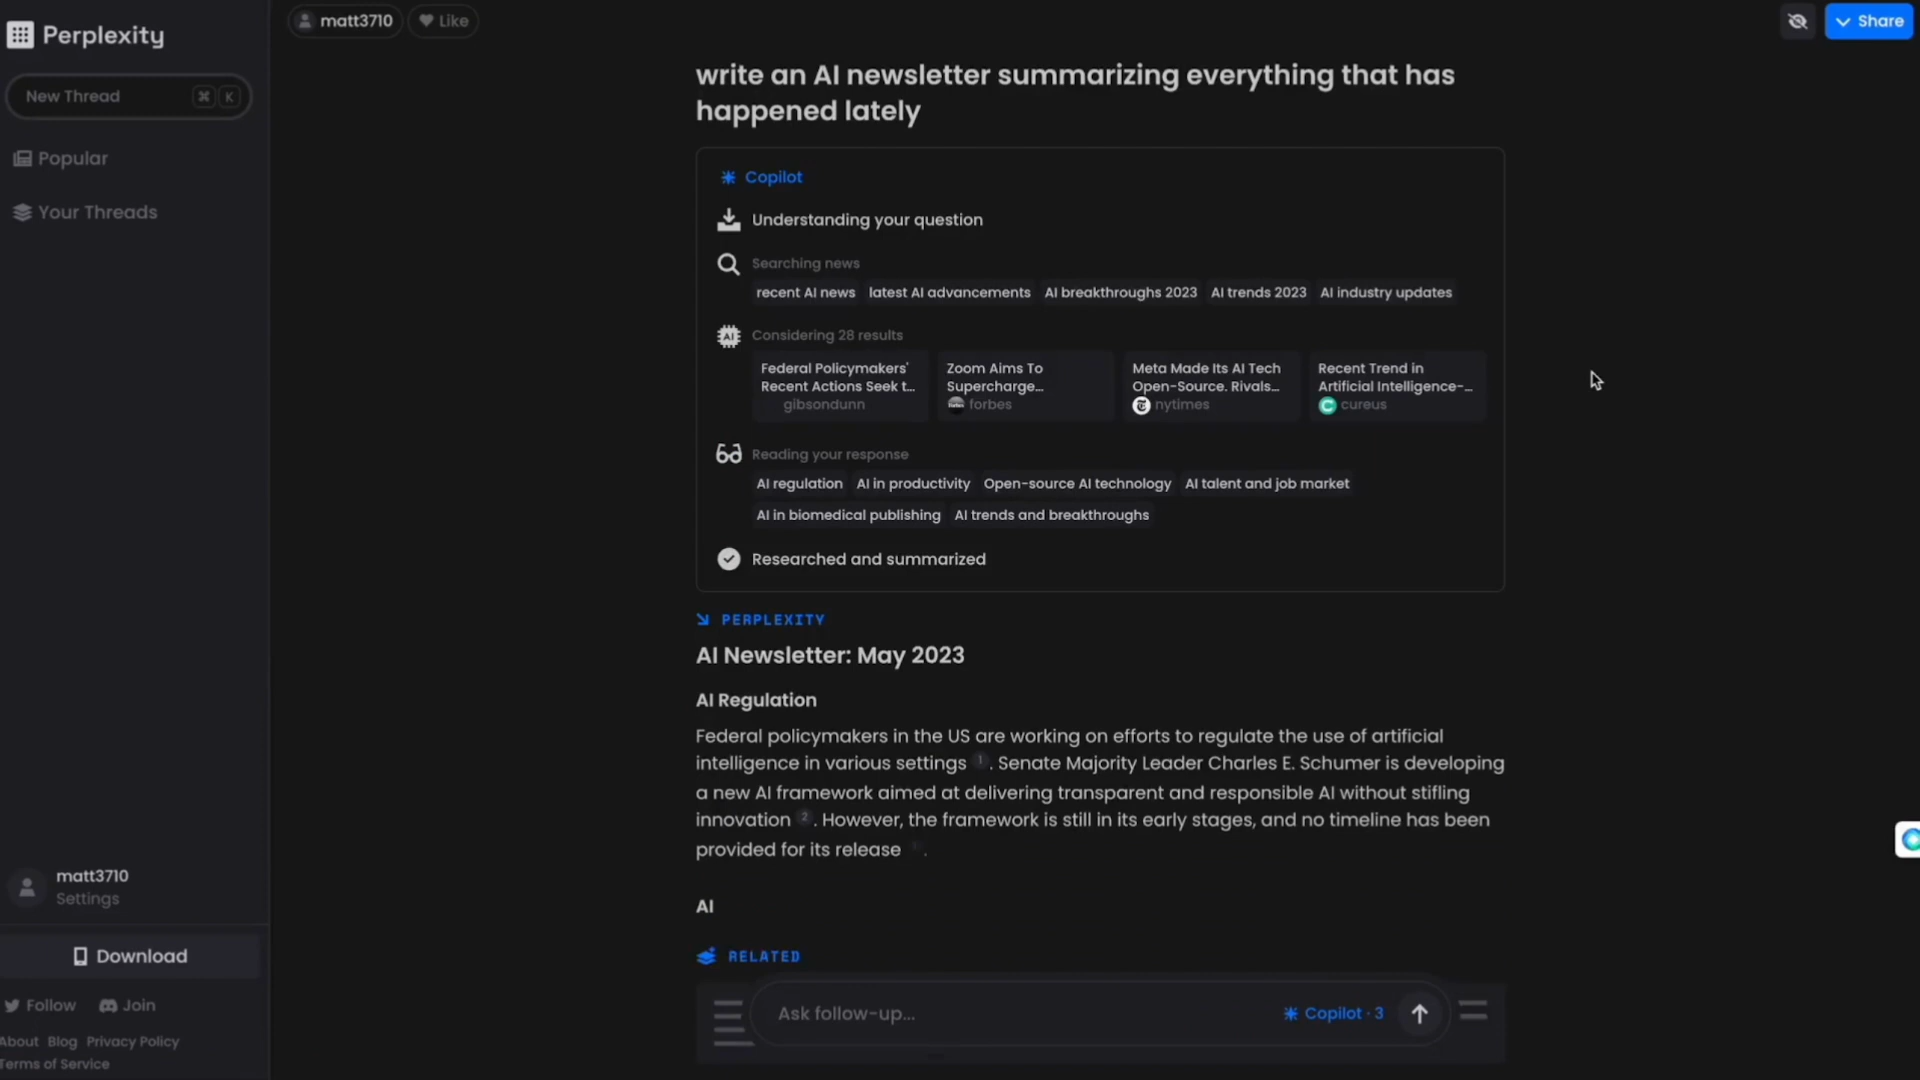 Perplexity
New Thread
⌘ K
Popular
Your Threads
matt3710
Settings
Download
Follow Join
About Blog Privacy Policy
Terms of Service
matt3710 Like
Share
write an AI newsletter summarizing everything that has
happened lately
Copilot
Understanding your question
Searching news
recent AI news latest AI advancements AI breakthroughs 2023 AI trends 2023 AI industry updates
AI
Considering 28 results
Federal Policymakers'
Recent Actions Seek t...
gibsondunn
Zoom Aims To
Supercharge...
forbes
Meta Made Its AI Tech
Open-Source. Rivals...
nytimes
Recent Trend in
Artificial Intelligence-...
cureus
Reading your response
AI regulation AI in productivity Open-source AI technology AI talent and job market
AI in biomedical publishing AI trends and breakthroughs
Researched and summarized
PERPLEXITY
AI Newsletter: May 2023
AI Regulation
Federal policymakers in the US are working on efforts to regulate the use of artificial
intelligence in various settings 1. Senate Majority Leader Charles E. Schumer is developing
a new AI framework aimed at delivering transparent and responsible AI without stifling
innovation 2. However, the framework is still in its early stages, and no timeline has been
provided for its release .
AI
RELATED
Ask follow-up...
Copilot · 3